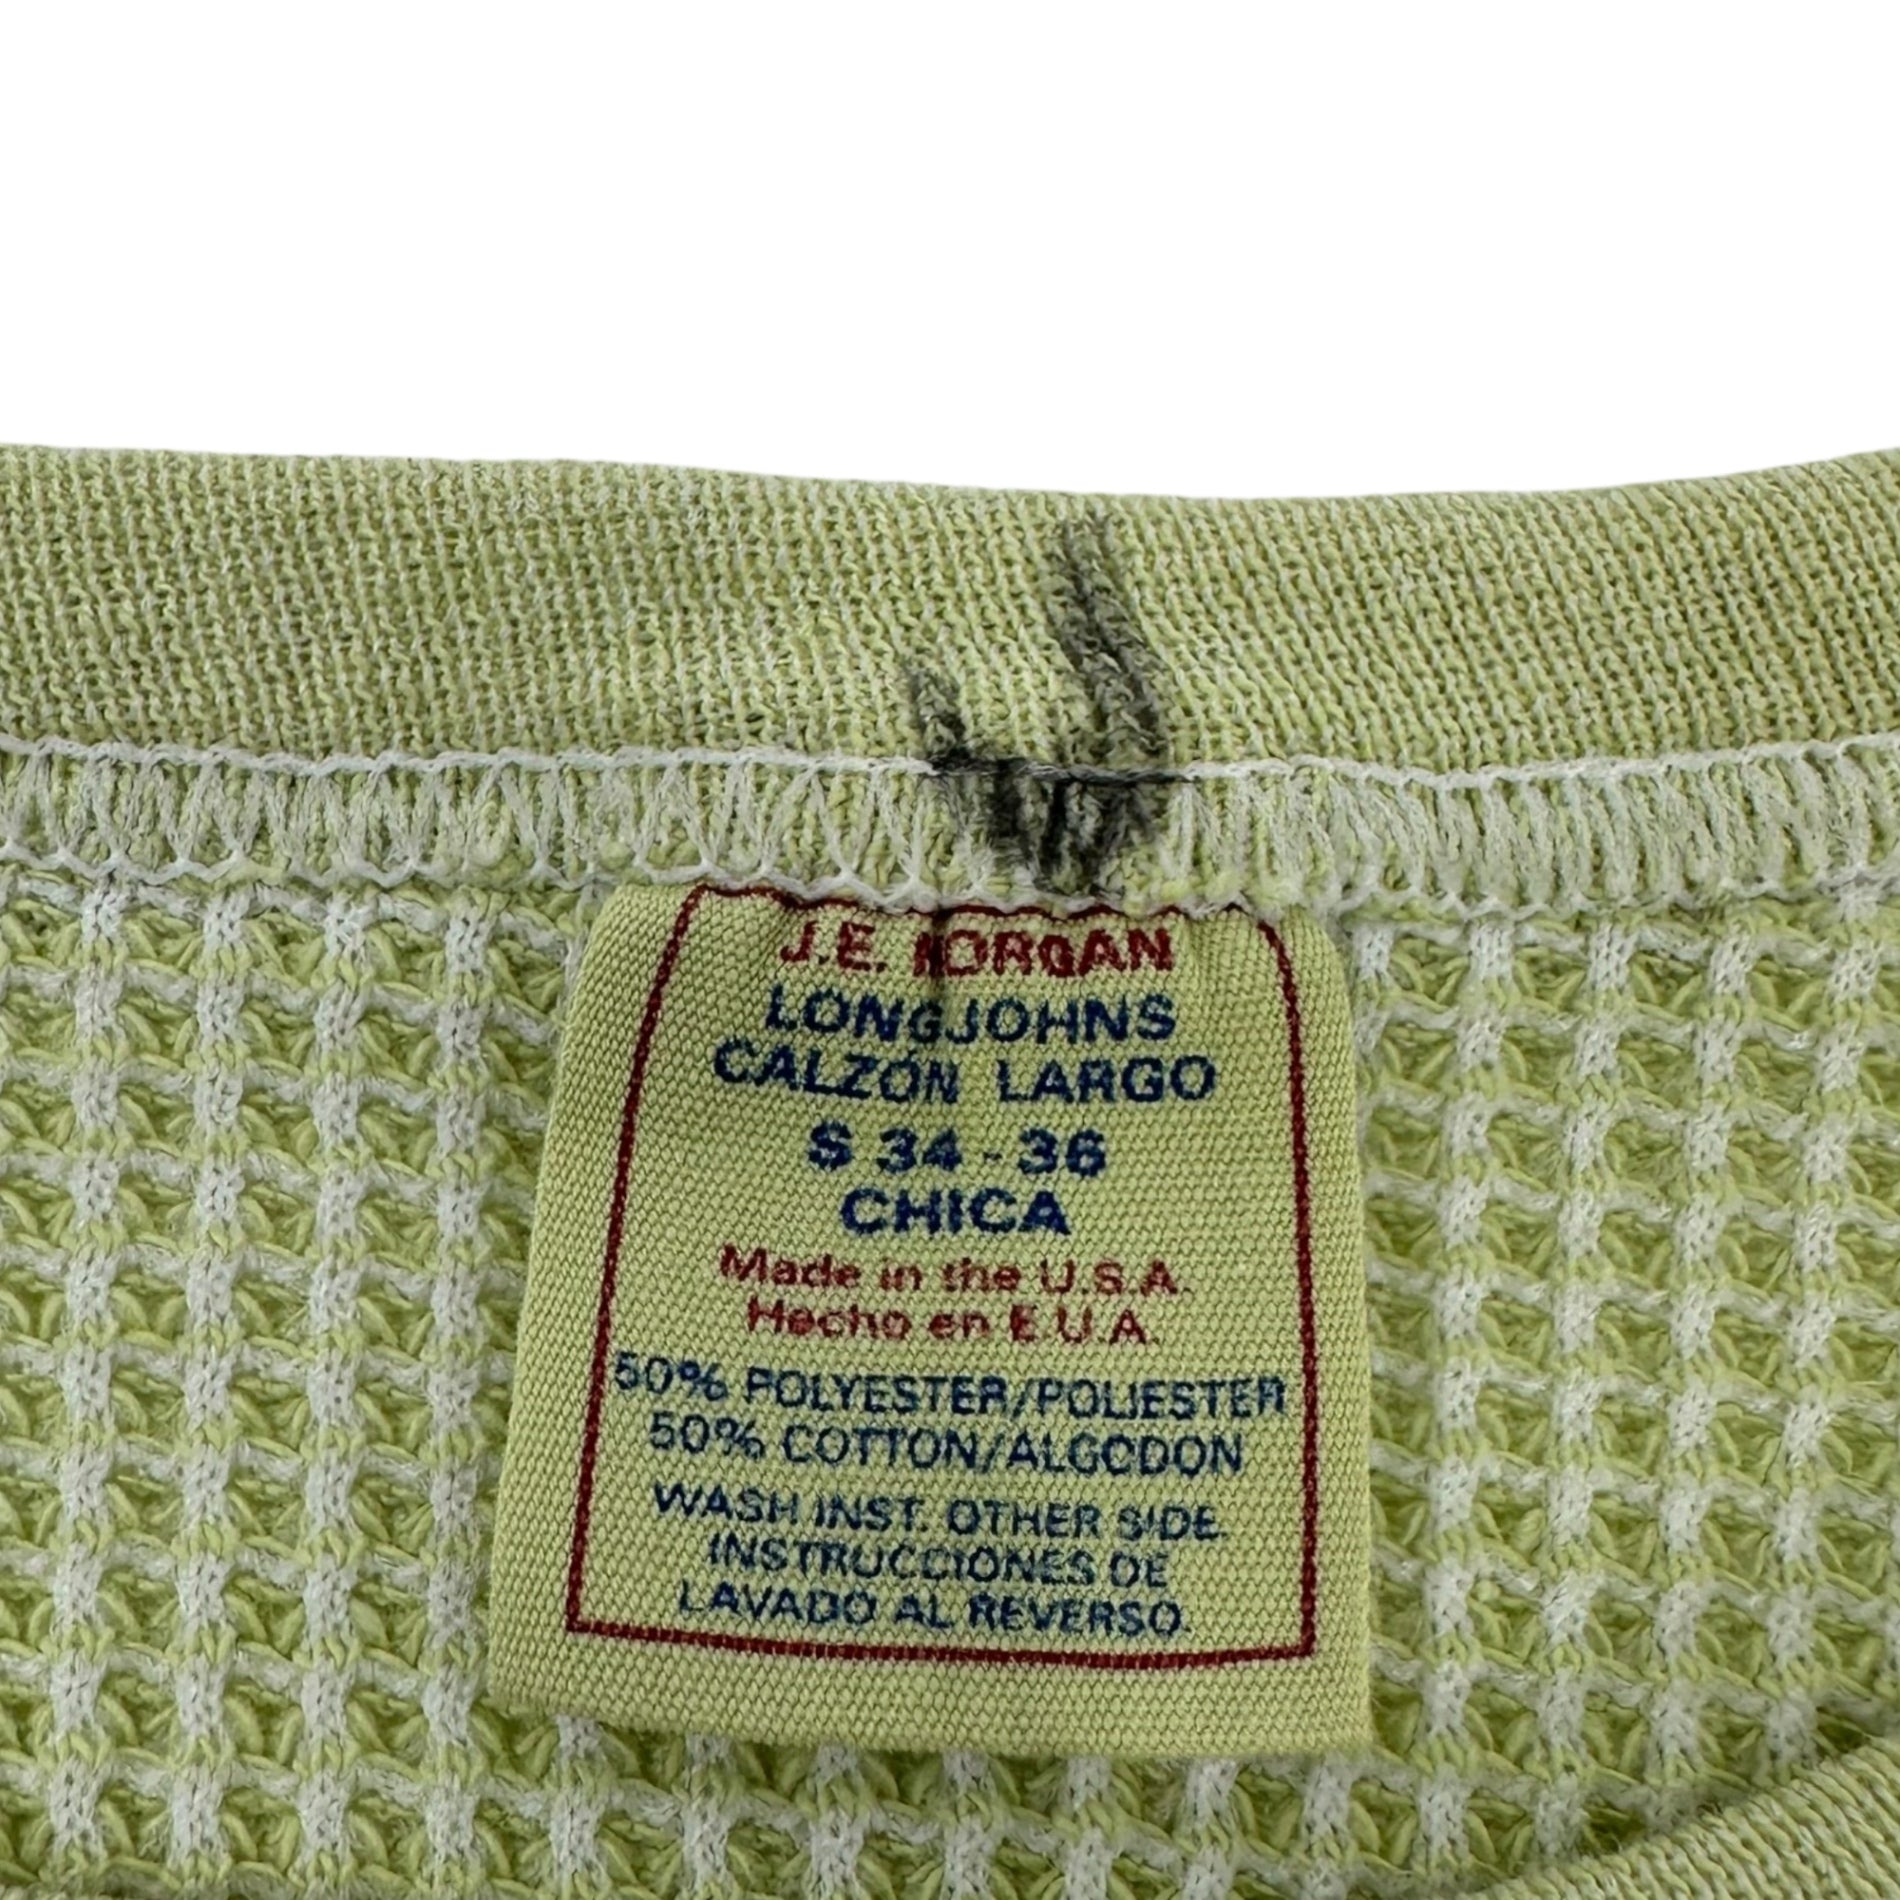 J.E. MORGAN
LONGJOHNS
CALZÓN LARGO
S 34 - 36
CHICA
Made in the U.S.A.
Hecho en E.U.A.
50% POLYESTER/POLIESTER
50% COTTON/ALGODON
WASH INST. OTHER SIDE.
INSTRUCCIONES DE
LAVADO AL REVERSO.